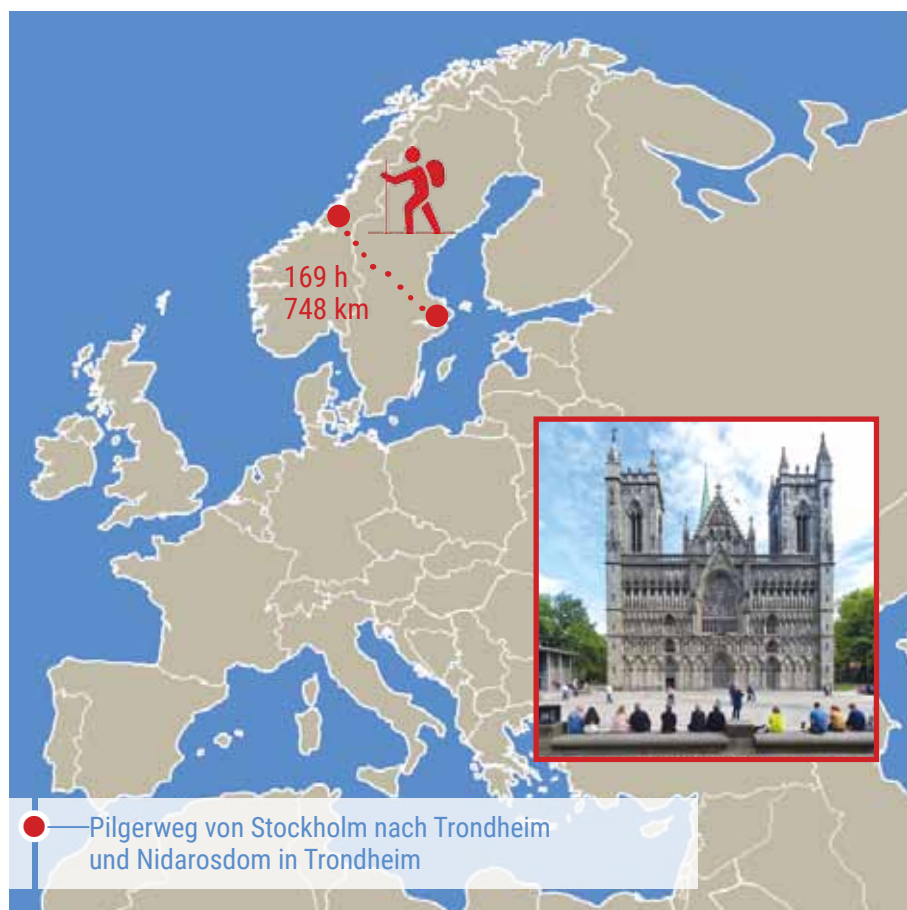 169 h
748 km
Pilgerweg von Stockholm nach Trondheim
und Nidarosdom in Trondheim